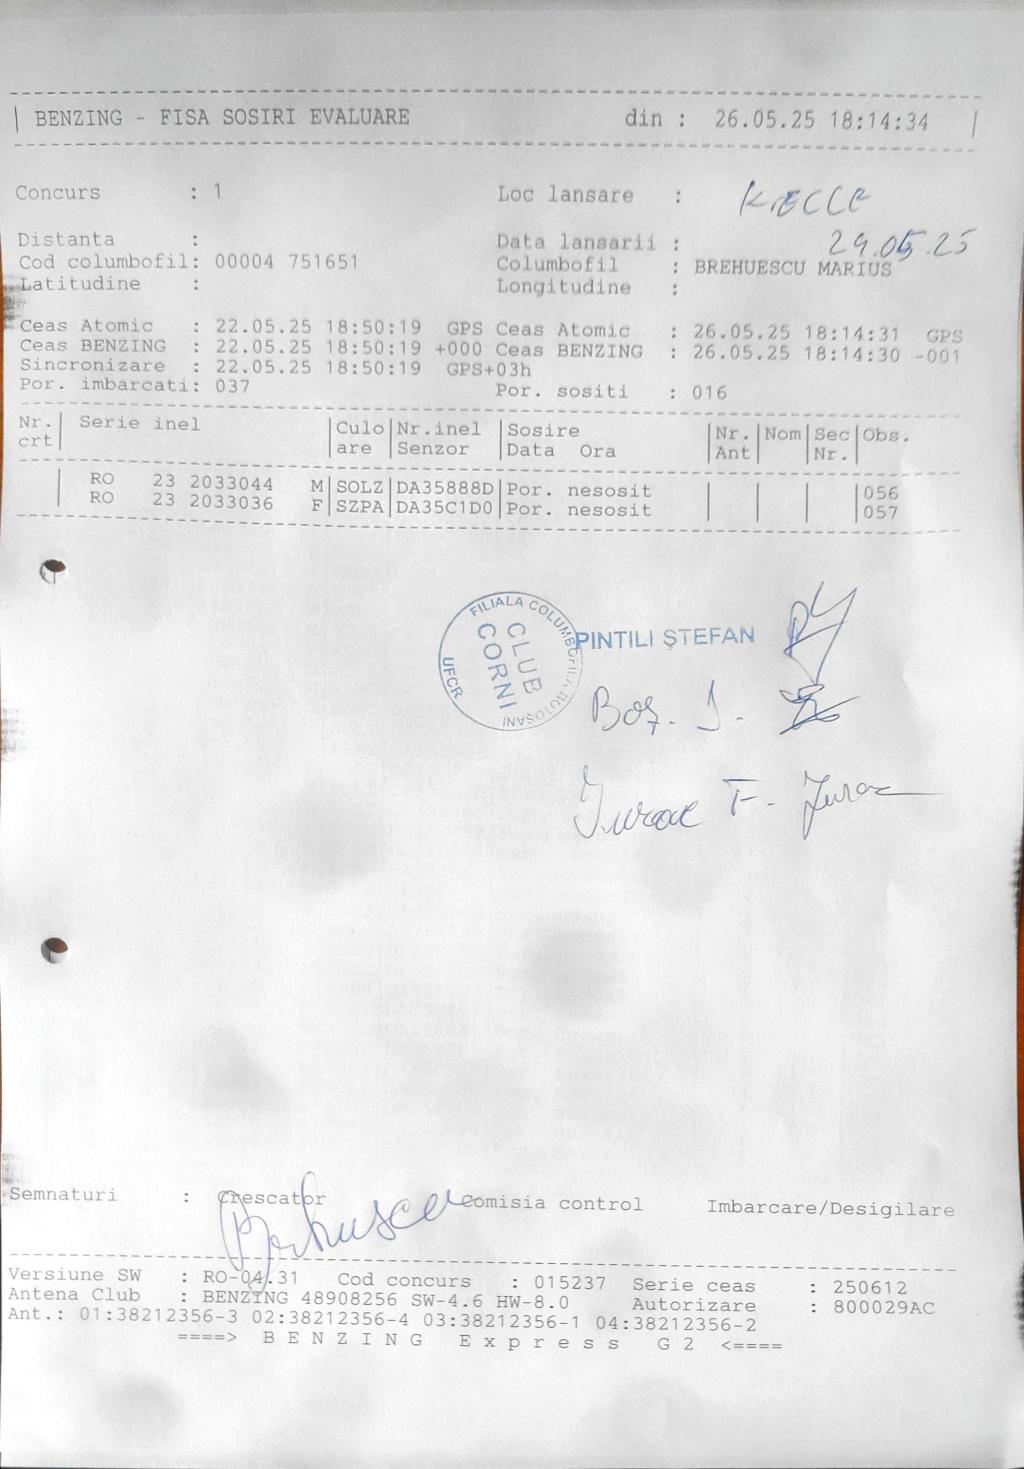 BENZING - FISA SOSIRI EVALUARE din : 26.05.25 18:14:34
Concurs : 1 Loc lansare : KIECCE
Distanta : Data lansarii : 24.05.25
Cod columbofil: 00004 751651 Columbofil : BREHUESCU MARIUS
Latitudine : Longitudine :
Ceas Atomic : 22.05.25 18:50:19 GPS Ceas Atomic : 26.05.25 18:14:31 GPS
Ceas BENZING : 22.05.25 18:50:19 +000 Ceas BENZING : 26.05.25 18:14:30 -001
Sincronizare : 22.05.25 18:50:19 GPS+03h
Por. imbarcati: 037 Por. sositi : 016
Nr. | Serie inel | Culo | Nr.inel | Sosire | Nr. | Nom | Sec | Obs.
crt | are | Senzor | Data Ora | Ant | Nr.
RO 23 2033044 M | SOLZ | DA35888D | Por. nesosit | 056
RO 23 2033036 F | SZPA | DA35C1D0 | Por. nesosit | 057
FILIALA COLUMBOFILA BOTOSANI
CLUB
CORNI
UFCR
PINTILI ŞTEFAN
Boş. I.
F.
Semnaturi : Crescator Comisia control Imbarcare/Desigilare
Versiune SW : RO-04.31 Cod concurs : 015237 Serie ceas : 250612
Antena Club : BENZING 48908256 SW-4.6 HW-8.0 Autorizare : 800029AC
Ant.: 01:38212356-3 02:38212356-4 03:38212356-1 04:38212356-2
====> B E N Z I N G E x p r e s s G 2 <====